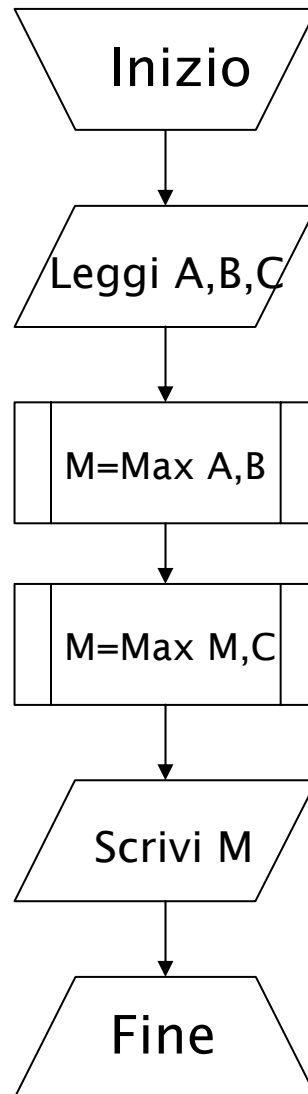 Inizio
Leggi A,B,C
M=Max A,B
M=Max M,C
Scrivi M
Fine